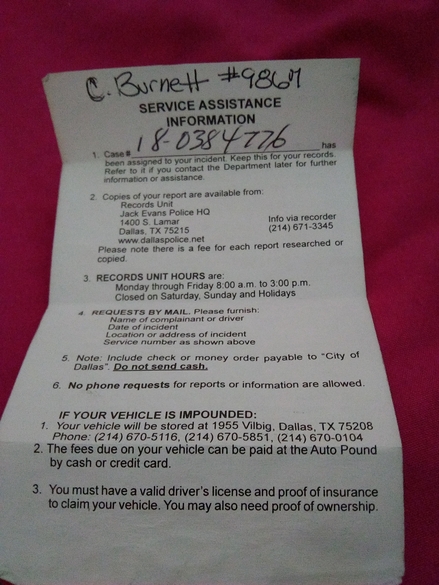 C. Burnett #9867
SERVICE ASSISTANCE
INFORMATION
1. Case# 18-0384776 has
been assigned to your incident. Keep this for your records.
Refer to it if you contact the Department later for further
information or assistance.
2. Copies of your report are available from:
Records Unit
Jack Evans Police HQ
1400 S. Lamar
Dallas, TX 75215
www.dallaspolice.net
Info via recorder
(214) 671-3345
Please note there is a fee for each report researched or
copied.
3. RECORDS UNIT HOURS are:
Monday through Friday 8:00 a.m. to 3:00 p.m.
Closed on Saturday, Sunday and Holidays
4. REQUESTS BY MAIL. Please furnish:
Name of complainant or driver
Date of incident
Location or address of incident
Service number as shown above
5. Note: Include check or money order payable to "City of
Dallas". Do not send cash.
6. No phone requests for reports or information are allowed.
IF YOUR VEHICLE IS IMPOUNDED:
1. Your vehicle will be stored at 1955 Vilbig, Dallas, TX 75208
Phone: (214) 670-5116, (214) 670-5851, (214) 670-0104
2. The fees due on your vehicle can be paid at the Auto Pound
by cash or credit card.
3. You must have a valid driver's license and proof of insurance
to claim your vehicle. You may also need proof of ownership.